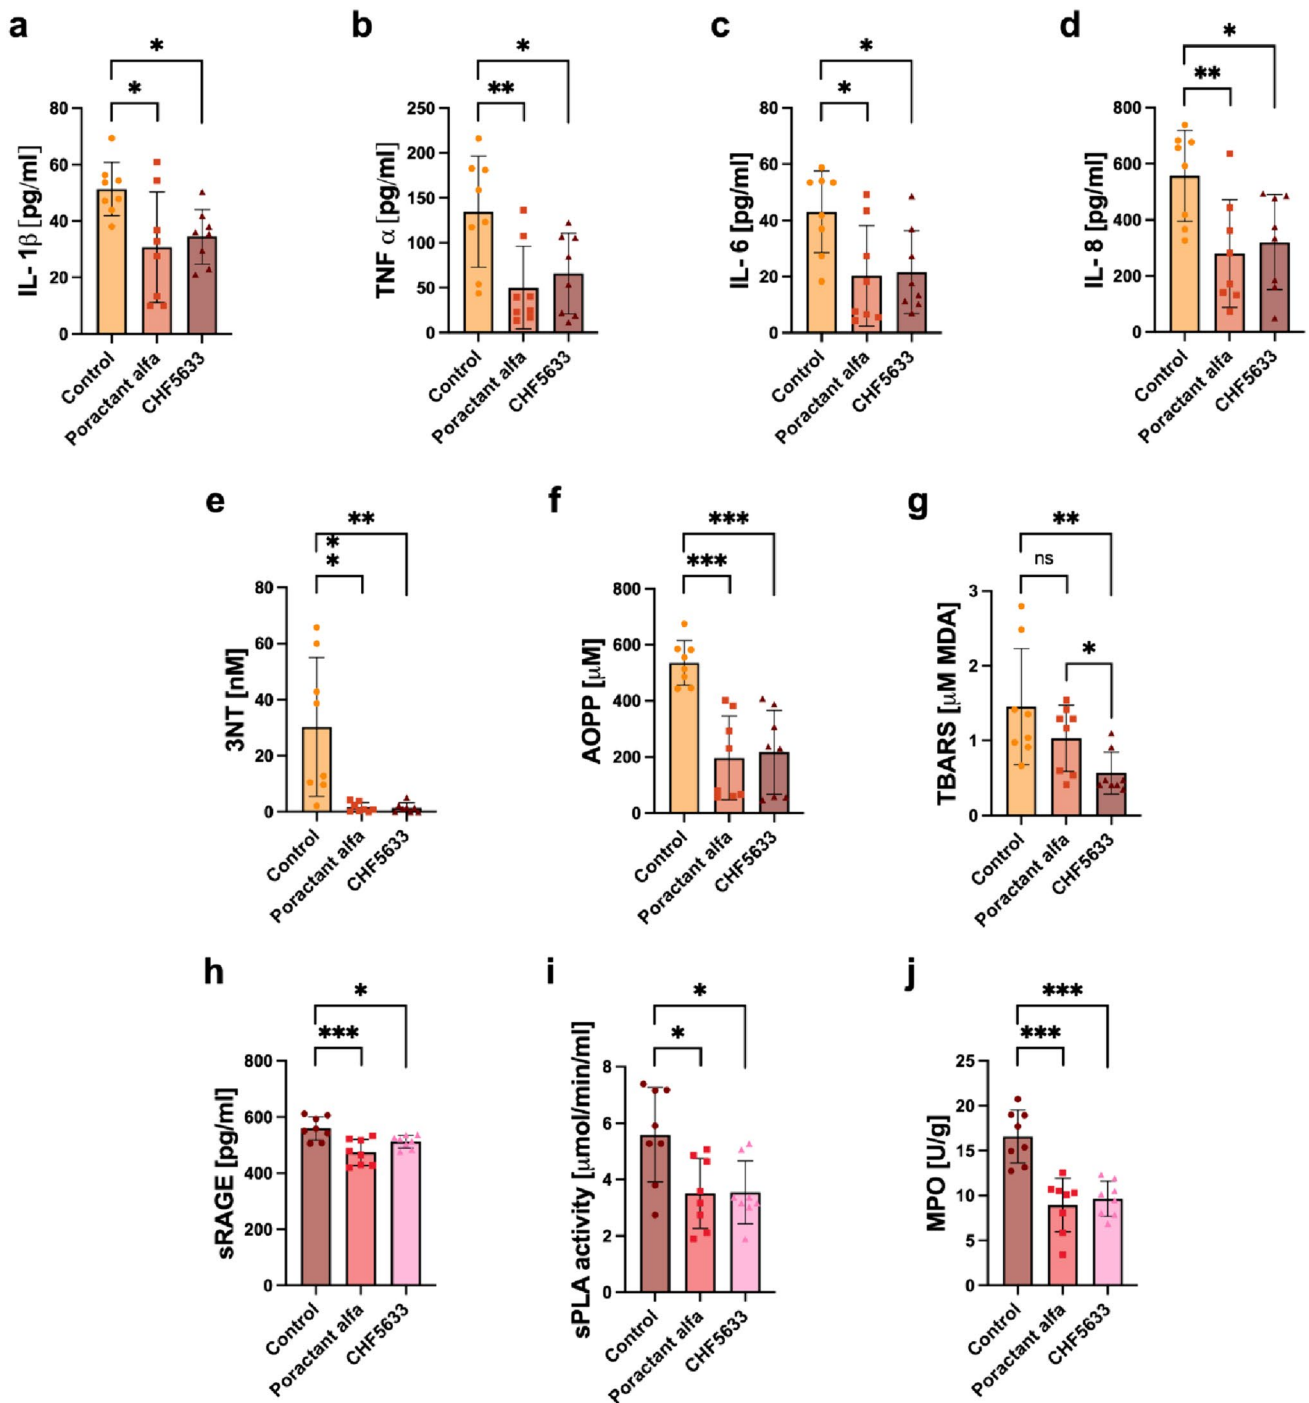 a
b
c
d
*
*
IL- 1β [pg/ml]
80
60
40
20
0
Control
Poractant alfa
CHF5633
*
**
TNF α [pg/ml]
250
200
150
100
50
0
Control
Poractant alfa
CHF5633
*
*
IL- 6 [pg/ml]
80
60
40
20
0
Control
Poractant alfa
CHF5633
*
**
IL- 8 [pg/ml]
800
600
400
200
0
Control
Poractant alfa
CHF5633
e
f
g
**
*
*
3NT [nM]
80
60
40
20
0
Control
Poractant alfa
CHF5633
***
***
AOPP [μM]
800
600
400
200
0
Control
Poractant alfa
CHF5633
**
ns
*
TBARS [μM MDA]
3
2
1
0
Control
Poractant alfa
CHF5633
h
i
j
*
***
sRAGE [pg/ml]
800
600
400
200
0
Control
Poractant alfa
CHF5633
*
*
sPLA activity [μmol/min/ml]
8
6
4
2
0
Control
Poractant alfa
CHF5633
***
***
MPO [U/g]
25
20
15
10
5
0
Control
Poractant alfa
CHF5633